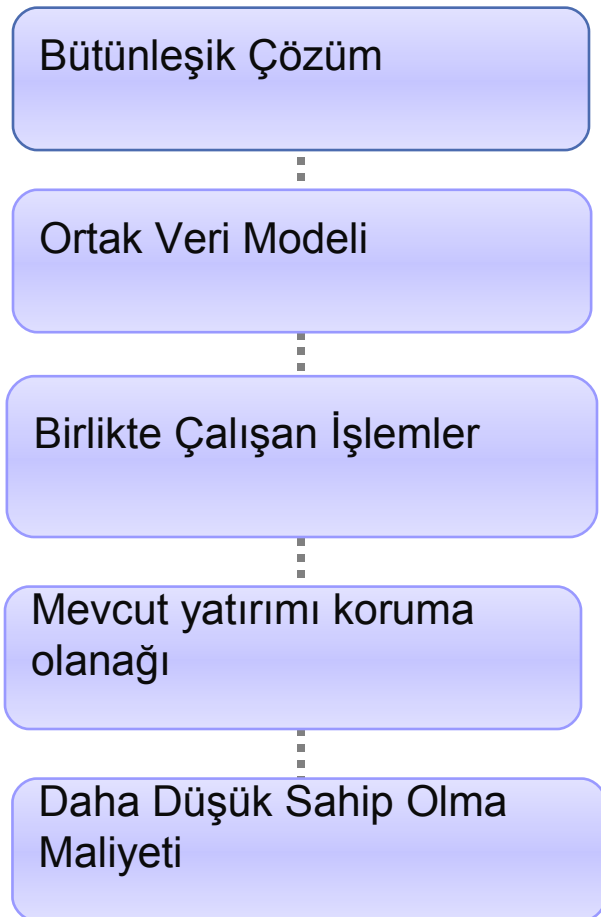 Bütünleşik Çözüm
Ortak Veri Modeli
Birlikte Çalışan İşlemler
Mevcut yatırımı koruma
olanağı
Daha Düşük Sahip Olma
Maliyeti